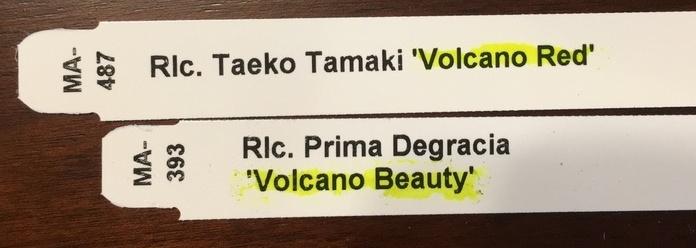 MA-
487
Rlc. Taeko Tamaki 'Volcano Red'
MA-
393
Rlc. Prima Degracia
'Volcano Beauty'